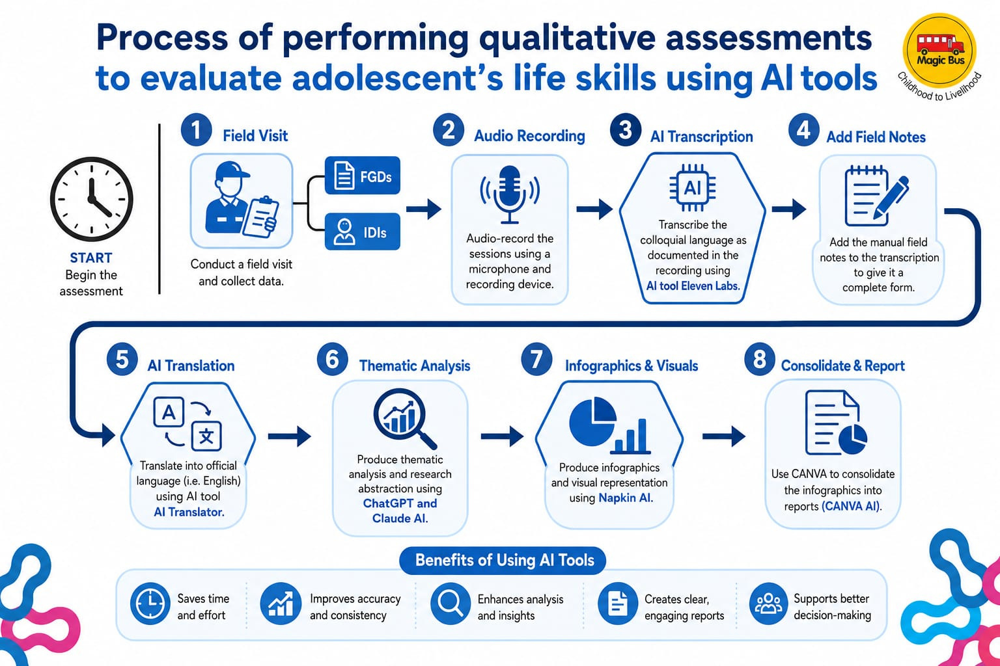 Process of performing qualitative assessments
to evaluate adolescent's life skills using AI tools
Magic Bus
Childhood to Livelihood
START
Begin the
assessment
1
Field Visit
FGDs
IDIs
Conduct a field visit
and collect data.
2
Audio Recording
Audio-record the
sessions using a
microphone and
recording device.
3
AI Transcription
AI
Transcribe the
colloquial language as
documented in the
recording using
AI tool Eleven Labs.
4
Add Field Notes
Add the manual field
notes to the transcription
to give it a
complete form.
5
AI Translation
A
文
Translate into official
language (i.e. English)
using AI tool
AI Translator.
6
Thematic Analysis
Produce thematic
analysis and research
abstraction using
ChatGPT and
Claude AI.
7
Infographics & Visuals
Produce infographics
and visual representation
using Napkin AI.
8
Consolidate & Report
Use CANVA to consolidate
the infographics into
reports (CANVA AI).
Benefits of Using AI Tools
Saves time
and effort
Improves accuracy
and consistency
Enhances analysis
and insights
Creates clear,
engaging reports
Supports better
decision-making